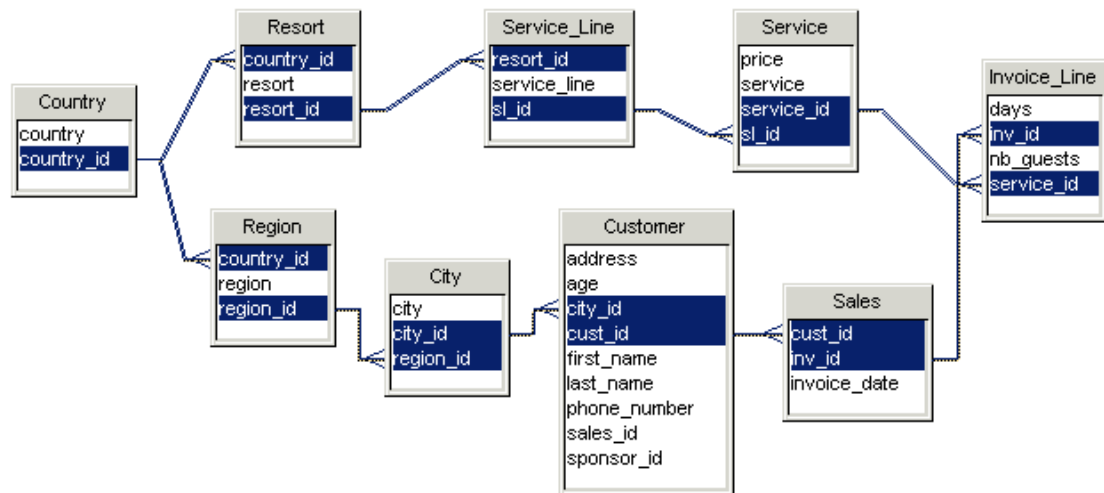 Resort
country_id
resort
resort_id
Service_Line
resort_id
service_line
sl_id
Service
price
service
service_id
sl_id
Invoice_Line
days
inv_id
nb_guests
service_id
Country
country
country_id
Region
country_id
region
region_id
City
city
city_id
region_id
Customer
address
age
city_id
cust_id
first_name
last_name
phone_number
sales_id
sponsor_id
Sales
cust_id
inv_id
invoice_date